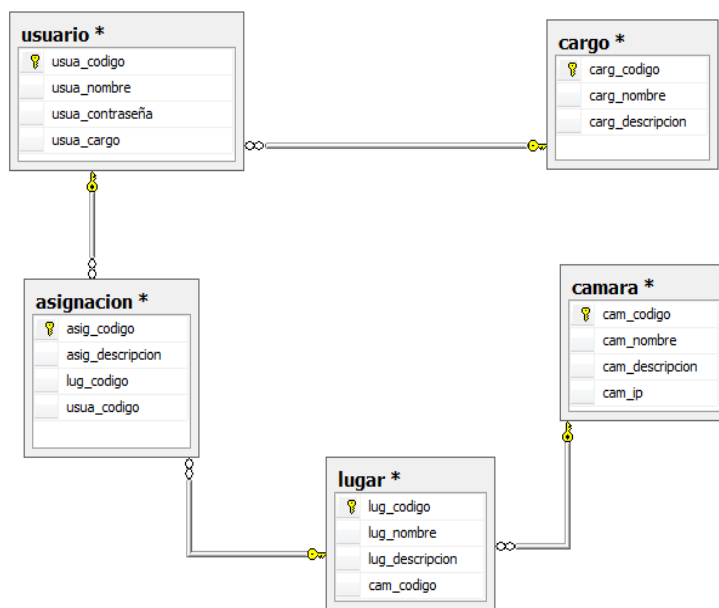 usuario *
usua_codigo
usua_nombre
usua_contraseña
usua_cargo
cargo *
carg_codigo
carg_nombre
carg_descripcion
asignacion *
asig_codigo
asig_descripcion
lug_codigo
usua_codigo
camara *
cam_codigo
cam_nombre
cam_descripcion
cam_ip
lugar *
lug_codigo
lug_nombre
lug_descripcion
cam_codigo